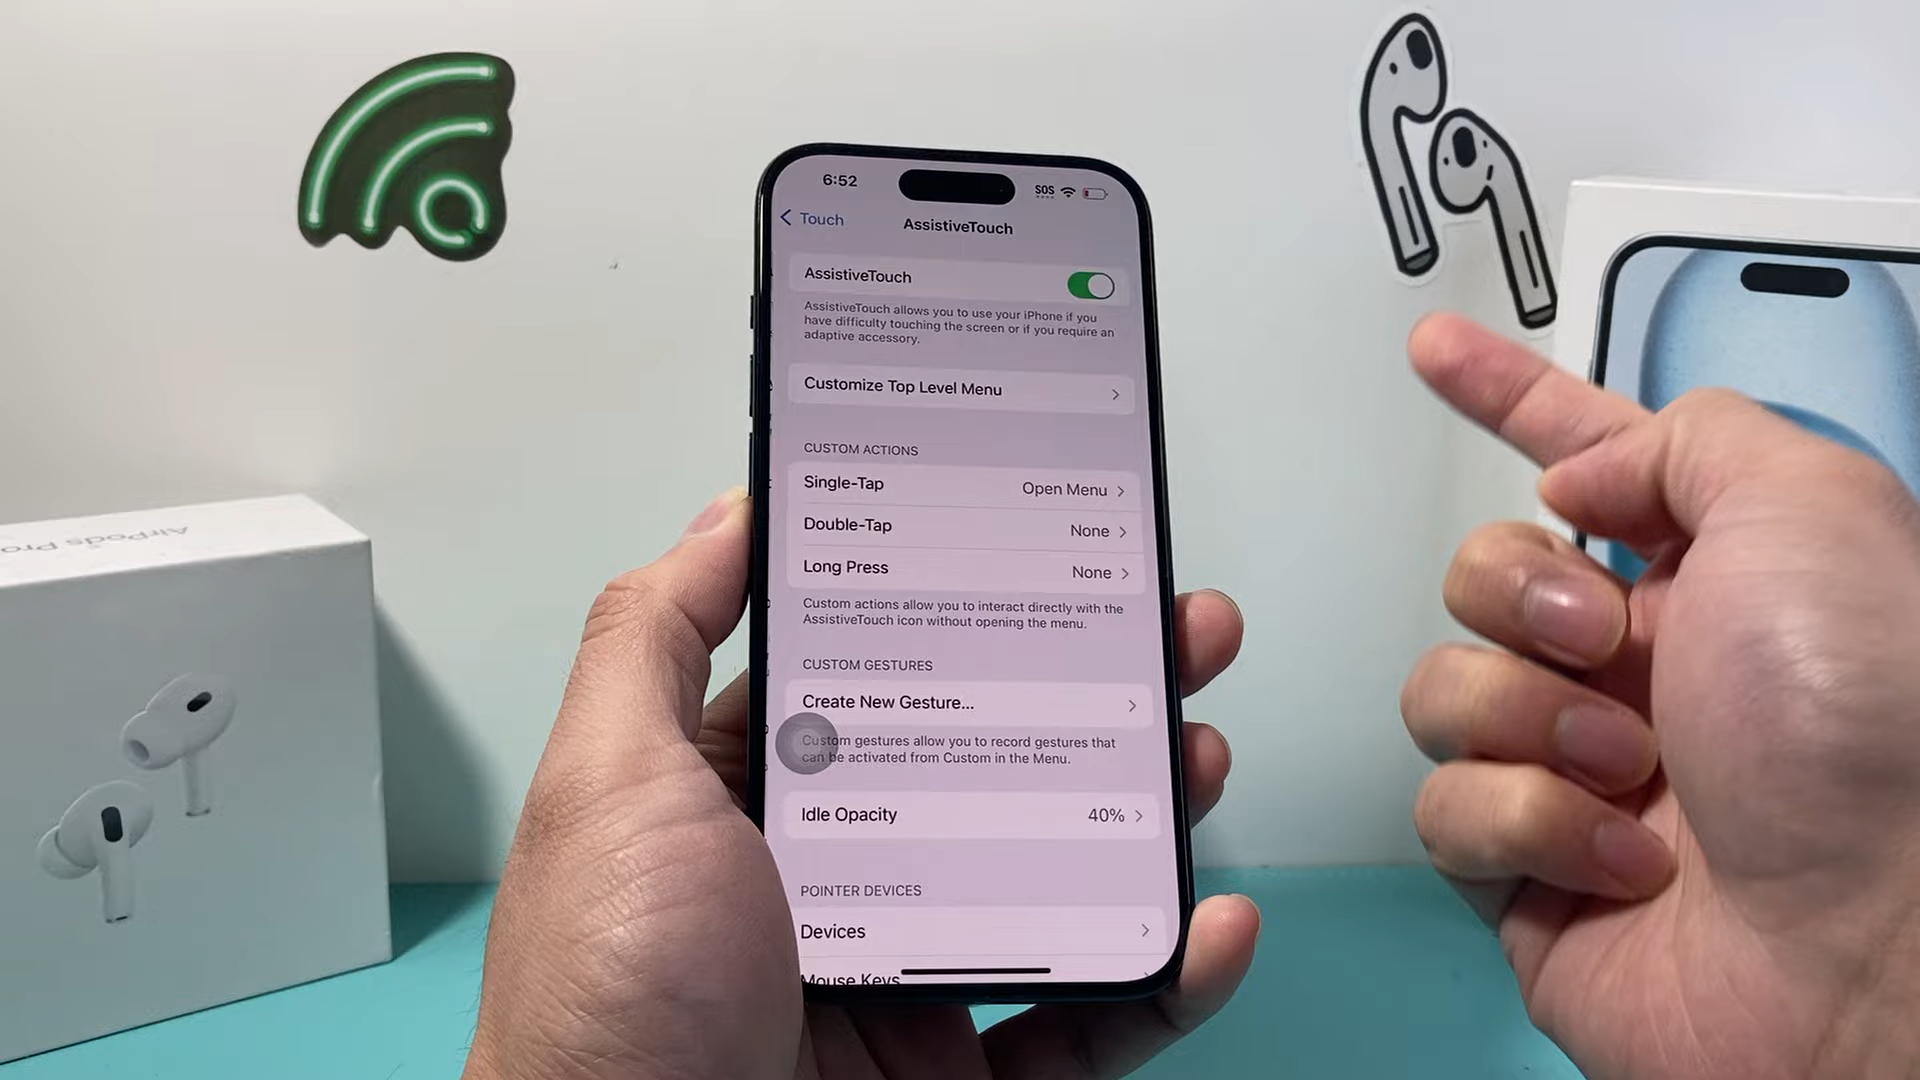 AirPods Pro
6:52
SOS
Touch
AssistiveTouch
AssistiveTouch
AssistiveTouch allows you to use your iPhone if you
have difficulty touching the screen or if you require an
adaptive accessory.
Customize Top Level Menu
CUSTOM ACTIONS
Single-Tap Open Menu
Double-Tap None
Long Press None
Custom actions allow you to interact directly with the
AssistiveTouch icon without opening the menu.
CUSTOM GESTURES
Create New Gesture...
Custom gestures allow you to record gestures that
can be activated from Custom in the Menu.
Idle Opacity 40%
POINTER DEVICES
Devices
Mouse Keys